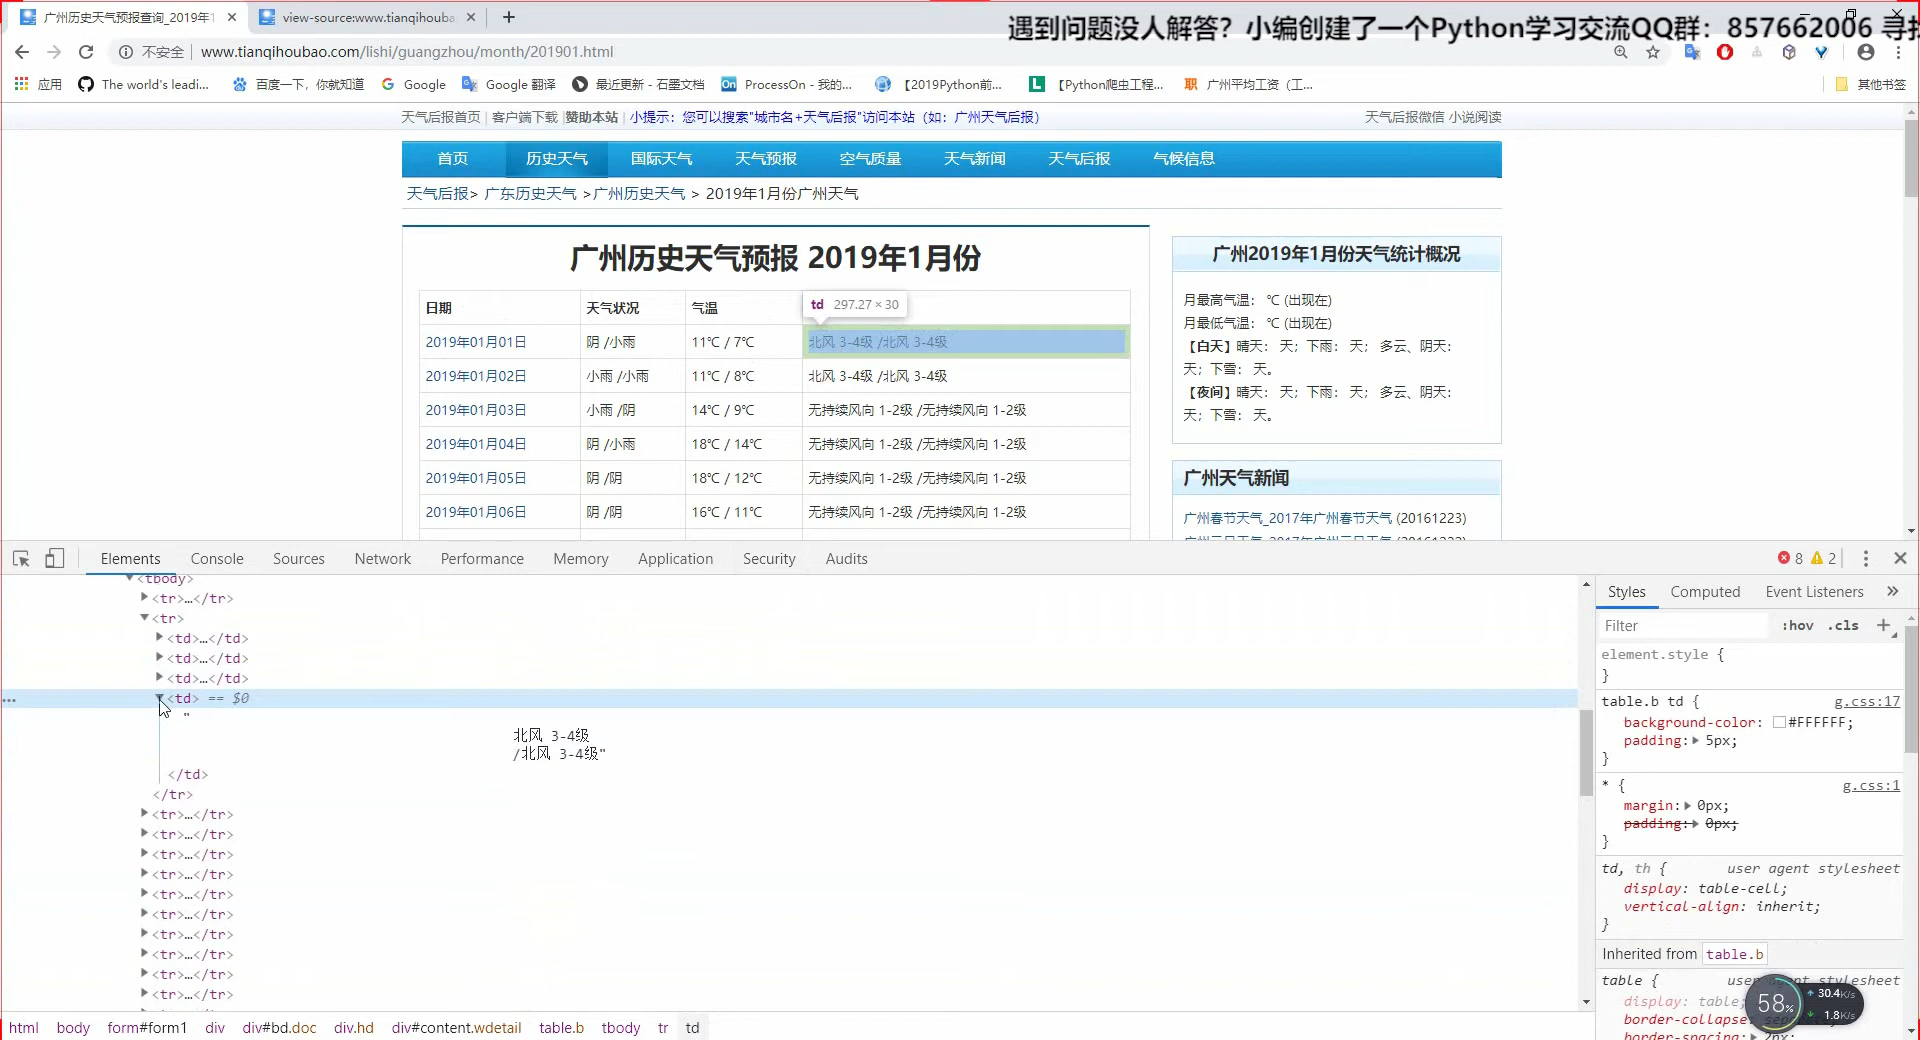 广州历史天气预报查询_2019年1
view-source:www.tianqihouba
遇到问题没人解答？小编创建了一个Python学习交流QQ群：857662006 寻找
不安全 www.tianqihoubao.com/lishi/guangzhou/month/201901.html
应用 The world's leadi... 百度一下，你就知道 Google Google 翻译 最近更新 - 石墨文档 On ProcessOn - 我的... 【2019Python前... L 【Python爬虫工程... 职 广州平均工资（工... 其他书签
天气后报首页 | 客户端下载 |赞助本站 | 小提示：您可以搜素"城市名+天气后报"访问本站（如：广州天气后报） 天气后报微信 小说阅读
首页 历史天气 国际天气 天气预报 空气质量 天气新闻 天气后报 气候信息
天气后报> 广东历史天气 >广州历史天气 > 2019年1月份广州天气
广州历史天气预报 2019年1月份
日期 天气状况 气温
td 297.27 × 30
2019年01月01日 阴 /小雨 11℃ / 7℃ 北风 3-4级 /北风 3-4级
2019年01月02日 小雨 /小雨 11℃ / 8℃ 北风 3-4级 /北风 3-4级
2019年01月03日 小雨 /阴 14℃ / 9℃ 无持续风向 1-2级 /无持续风向 1-2级
2019年01月04日 阴 /小雨 18℃ / 14℃ 无持续风向 1-2级 /无持续风向 1-2级
2019年01月05日 阴 /阴 18℃ / 12℃ 无持续风向 1-2级 /无持续风向 1-2级
2019年01月06日 阴 /阴 16℃ / 11℃ 无持续风向 1-2级 /无持续风向 1-2级
广州2019年1月份天气统计概况
月最高气温： ℃ (出现在)
月最低气温： ℃ (出现在)
【白天】晴天： 天；下雨： 天； 多云、阴天：
天；下雪： 天。
【夜间】晴天： 天；下雨： 天； 多云、阴天：
天；下雪： 天。
广州天气新闻
广州春节天气_2017年广州春节天气 (20161223)
Elements Console Sources Network Performance Memory Application Security Audits 8 2
<tbody>
<tr>…</tr>
<tr>
<td>…</td>
<td>…</td>
<td>…</td>
<td> == $0
"
北风 3-4级
/北风 3-4级"
</td>
</tr>
<tr>…</tr>
<tr>…</tr>
<tr>…</tr>
<tr>…</tr>
<tr>…</tr>
<tr>…</tr>
<tr>…</tr>
<tr>…</tr>
<tr>…</tr>
<tr>…</tr>
html body form#form1 div div#bd.doc div.hd div#content.wdetail table.b tbody tr td
Styles Computed Event Listeners »
Filter :hov .cls +
element.style {
}
table.b td { g.css:17
background-color: #FFFFFF;
padding: 5px;
}
* { g.css:1
margin: 0px;
padding: 0px;
}
td, th { user agent stylesheet
display: table-cell;
vertical-align: inherit;
}
Inherited from table.b
table { user agent stylesheet
display: table;
border-collapse: separate;
border-spacing: 2px;
58% 30.4K/s
1.8K/s